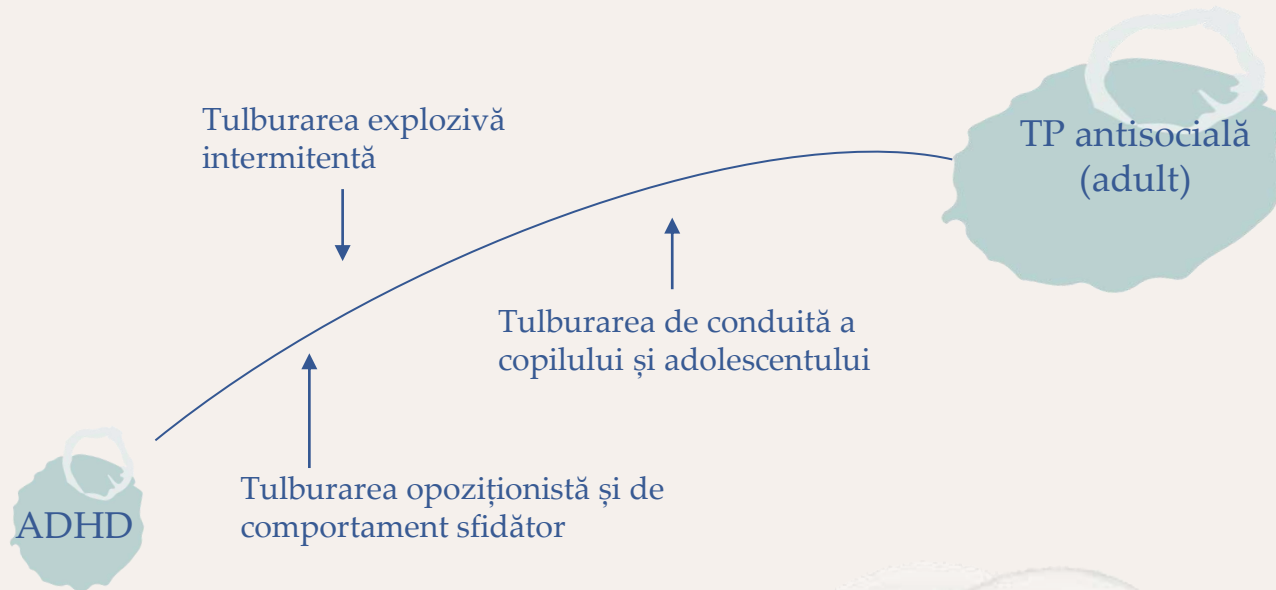 Tulburarea explozivă
intermitentă
TP antisocială
(adult)
Tulburarea de conduită a
copilului și adolescentului
Tulburarea opoziționistă și de
comportament sfidător
ADHD